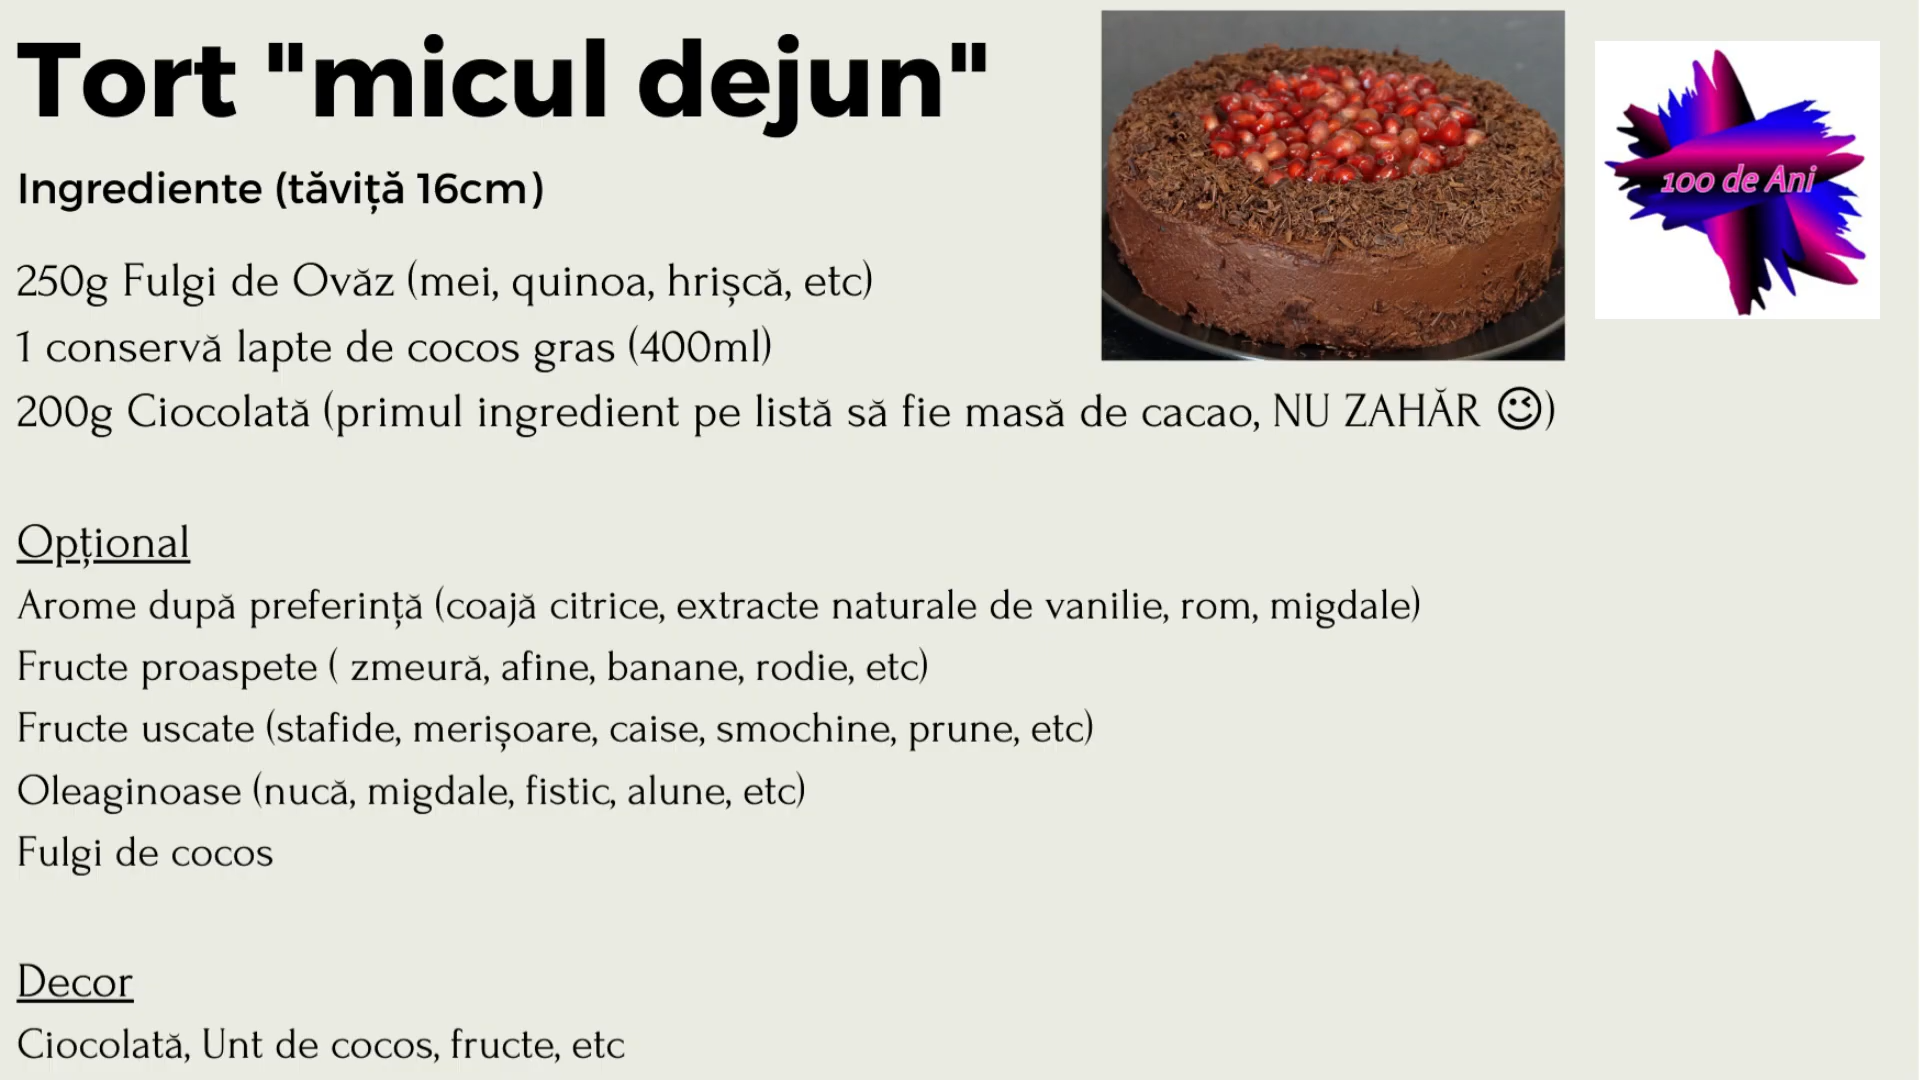 Tort "micul dejun"
100 de Ani
Ingrediente (tăviță 16cm)
250g Fulgi de Ovăz (mei, quinoa, hrișcă, etc)
1 conservă lapte de cocos gras (400ml)
200g Ciocolată (primul ingredient pe listă să fie masă de cacao, NU ZAHĂR 😉)
Opțional
Arome după preferință (coajă citrice, extracte naturale de vanilie, rom, migdale)
Fructe proaspete ( zmeură, afine, banane, rodie, etc)
Fructe uscate (stafide, merișoare, caise, smochine, prune, etc)
Oleaginoase (nucă, migdale, fistic, alune, etc)
Fulgi de cocos
Decor
Ciocolată, Unt de cocos, fructe, etc